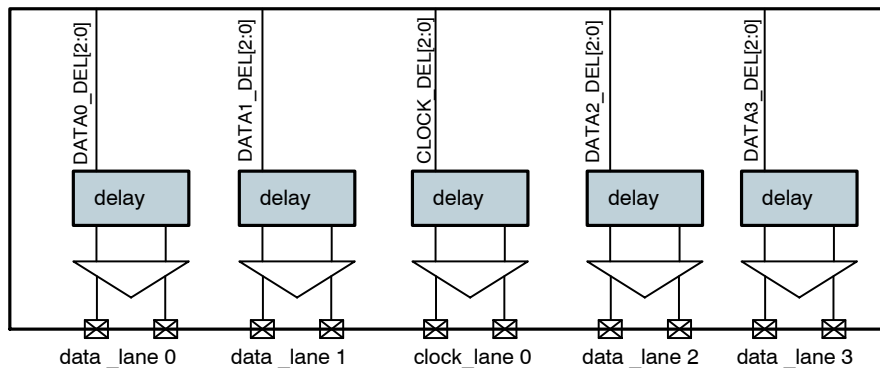 DATA0_DEL[2:0]
DATA1_DEL[2:0]
CLOCK_DEL[2:0]
DATA2_DEL[2:0]
DATA3_DEL[2:0]
delay
delay
delay
delay
delay
data _lane 0
data _lane 1
clock_lane 0
data _lane 2
data _lane 3